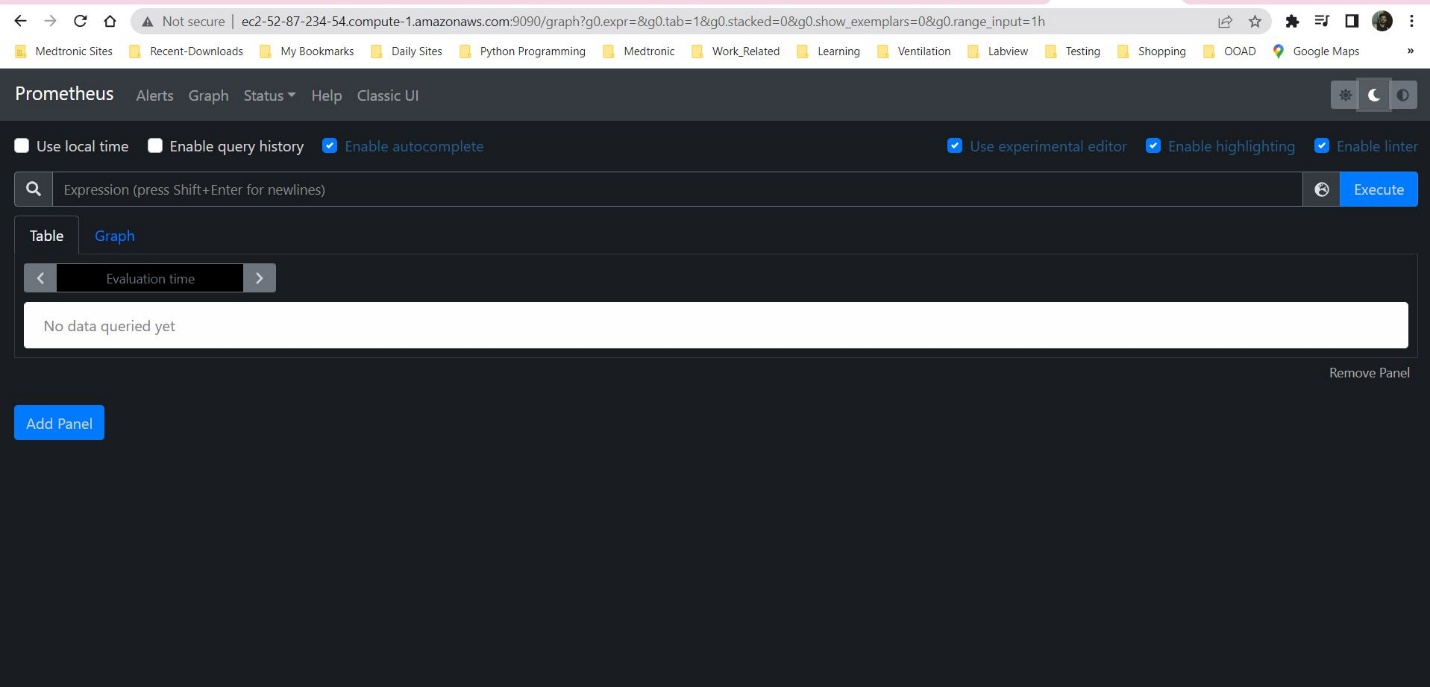 Not secure | ec2-52-87-234-54.compute-1.amazonaws.com:9090/graph?g0.expr=&g0.tab=1&g0.stacked=0&g0.show_exemplars=0&g0.range_input=1h
Medtronic Sites Recent-Downloads My Bookmarks Daily Sites Python Programming Medtronic Work_Related Learning Ventilation Labview Testing Shopping OOAD Google Maps »
Prometheus Alerts Graph Status Help Classic UI
Use local time Enable query history Enable autocomplete Use experimental editor Enable highlighting Enable linter
Expression (press Shift+Enter for newlines) Execute
Table Graph
Evaluation time
No data queried yet
Remove Panel
Add Panel